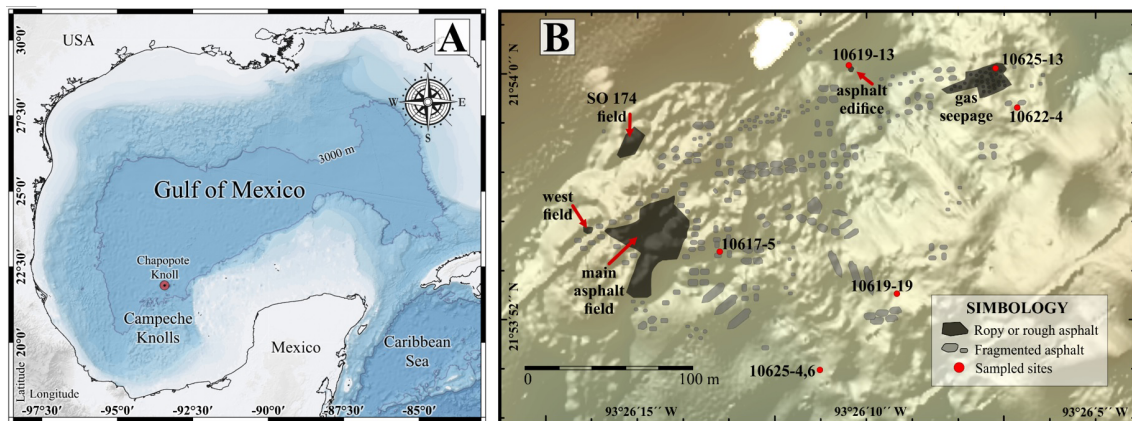 A
USA
30°0'
27°30'
25°0'
22°30'
20°0'
N
W
E
S
3000 m
Gulf of Mexico
Chapopote
Knoll
Campeche
Knolls
Mexico
Caribbean
Sea
Latitude
Longitude
-97°30'
-95°0'
-92°30'
-90°0'
-87°30'
-85°0'
B
21°54´0´´ N
21°53´52´´ N
SO 174
field
west
field
main
asphalt
field
10619-13
asphalt
edifice
10625-13
gas
seepage
10622-4
10617-5
10619-19
10625-4,6
0
100 m
SIMBOLOGY
Ropy or rough asphalt
Fragmented asphalt
Sampled sites
93°26´15´´ W
93°26´10´´ W
93°26´5´´ W